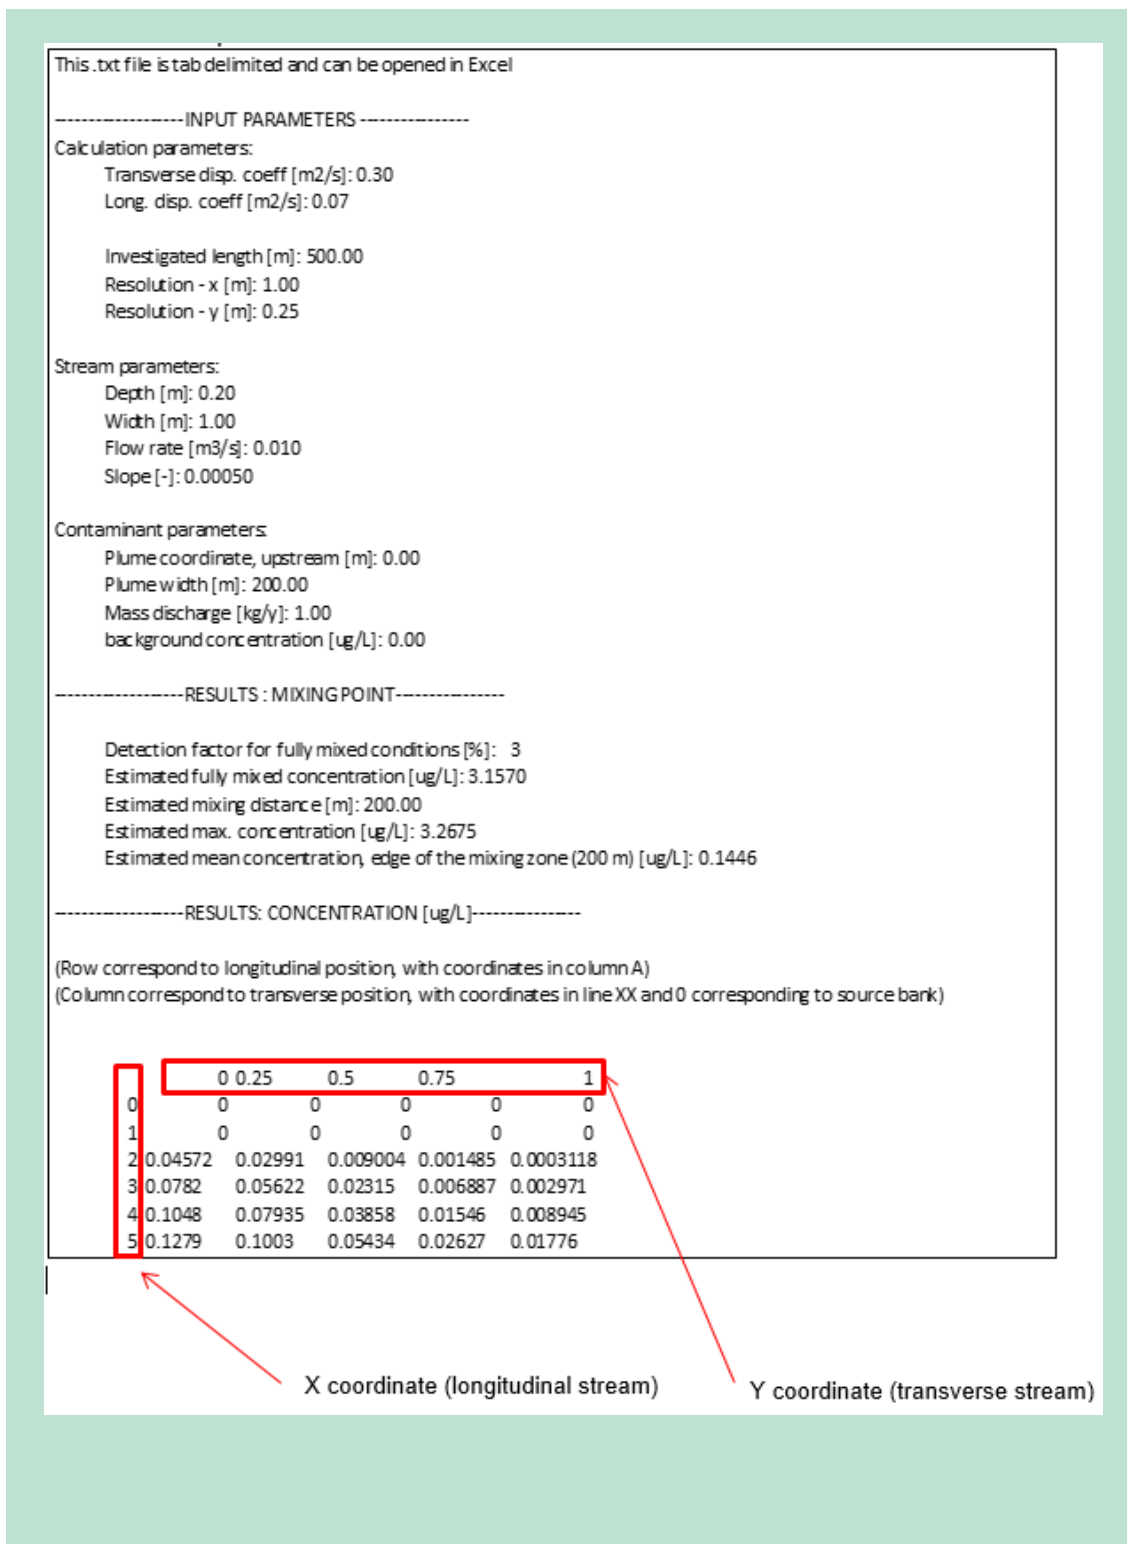 This .txt file is tab delimited and can be opened in Excel
-------------------INPUT PARAMETERS ----------------
Calculation parameters:
Transverse disp. coeff [m2/s]: 0.30
Long. disp. coeff [m2/s]: 0.07
Investigated length [m]: 500.00
Resolution - x [m]: 1.00
Resolution - y [m]: 0.25
Stream parameters:
Depth [m]: 0.20
Width [m]: 1.00
Flow rate [m3/s]: 0.010
Slope [-]: 0.00050
Contaminant parameters:
Plume coordinate, upstream [m]: 0.00
Plume width [m]: 200.00
Mass discharge [kg/y]: 1.00
background concentration [ug/L]: 0.00
-------------------RESULTS : MIXING POINT----------------
Detection factor for fully mixed conditions [%]: 3
Estimated fully mixed concentration [ug/L]: 3.1570
Estimated mixing distance [m]: 200.00
Estimated max. concentration [ug/L]: 3.2675
Estimated mean concentration, edge of the mixing zone (200 m) [ug/L]: 0.1446
-------------------RESULTS: CONCENTRATION [ug/L]----------------
(Row correspond to longitudinal position, with coordinates in column A)
(Column correspond to transverse position, with coordinates in line XX and 0 corresponding to source bank)
0 0.25 0.5 0.75 1
0 0 0 0 0 0
1 0 0 0 0 0
2 0.04572 0.02991 0.009004 0.001485 0.0003118
3 0.0782 0.05622 0.02315 0.006887 0.002971
4 0.1048 0.07935 0.03858 0.01546 0.008945
5 0.1279 0.1003 0.05434 0.02627 0.01776
X coordinate (longitudinal stream)
Y coordinate (transverse stream)